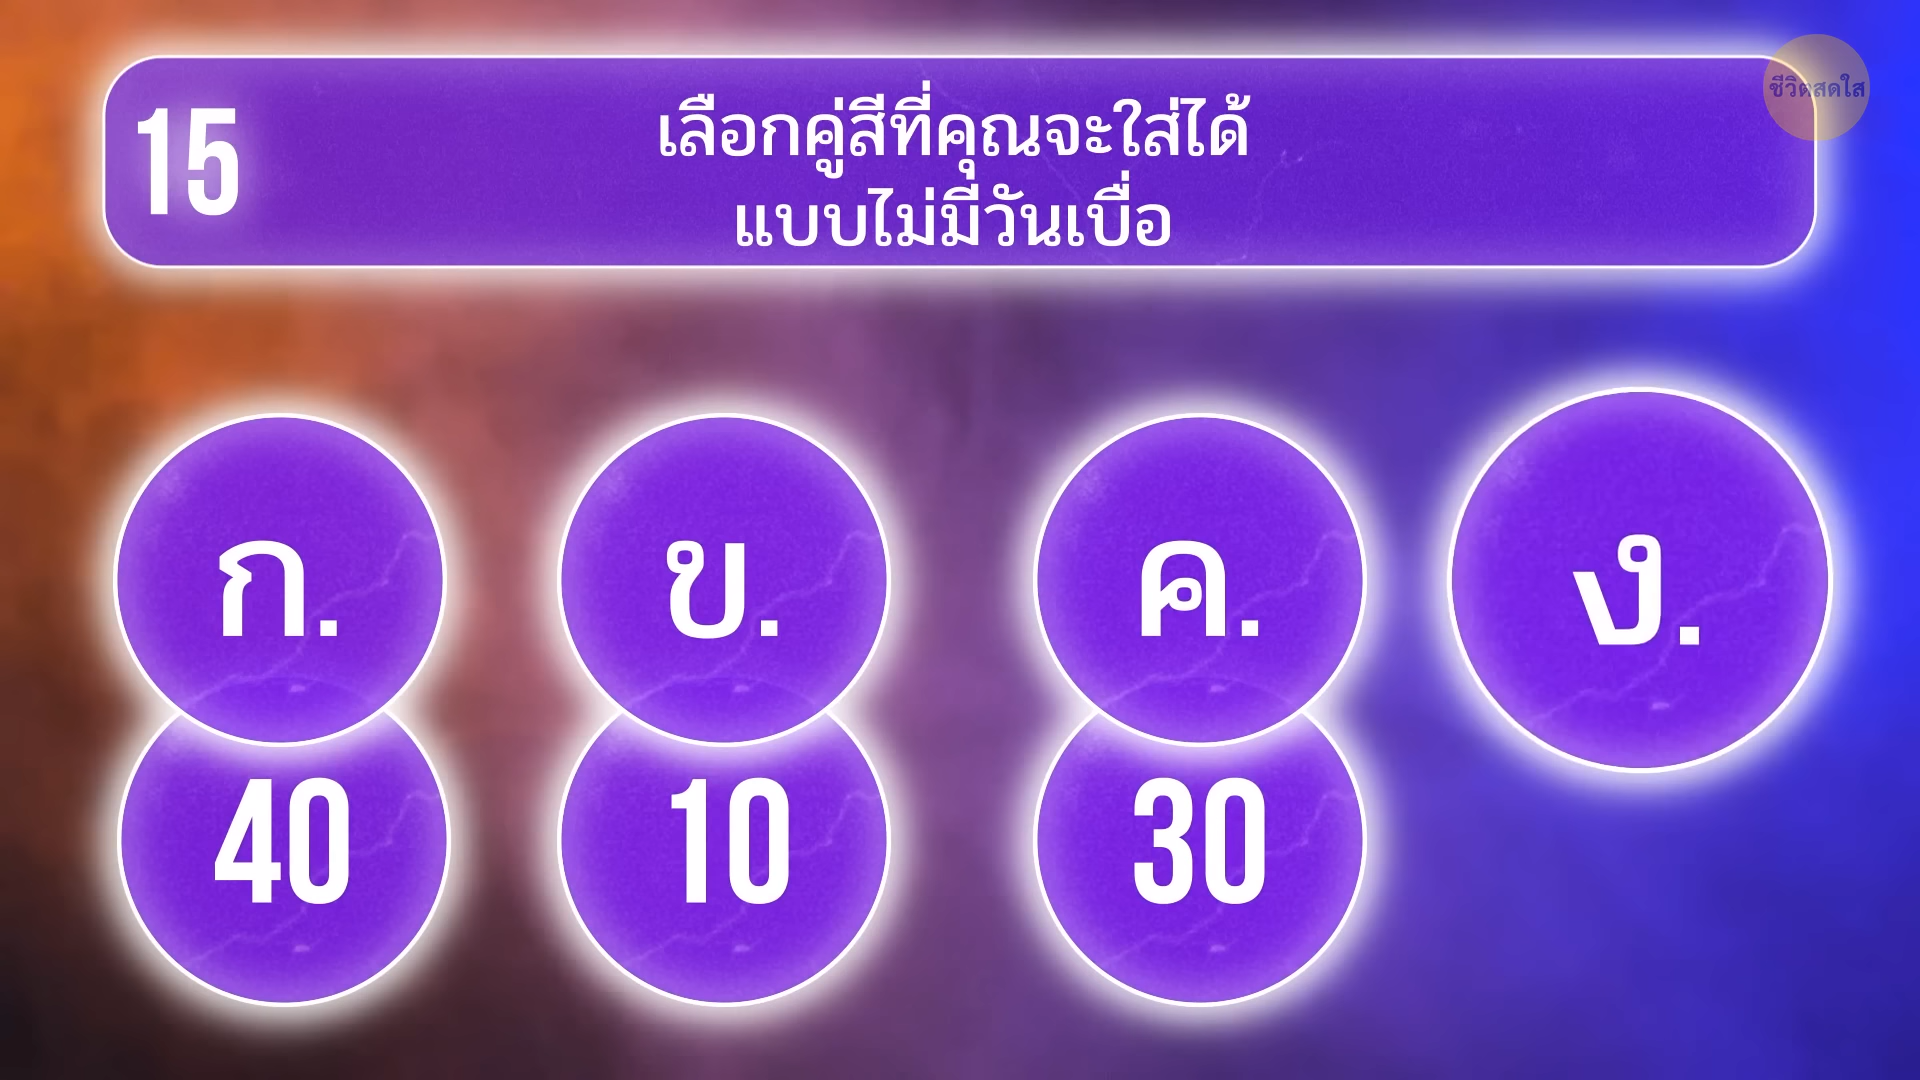 15
เลือกคู่สีที่คุณจะใส่ได้
แบบไม่มีวันเบื่อ
ชีวิตสดใส
ก.
ข.
ค.
ง.
40
10
30